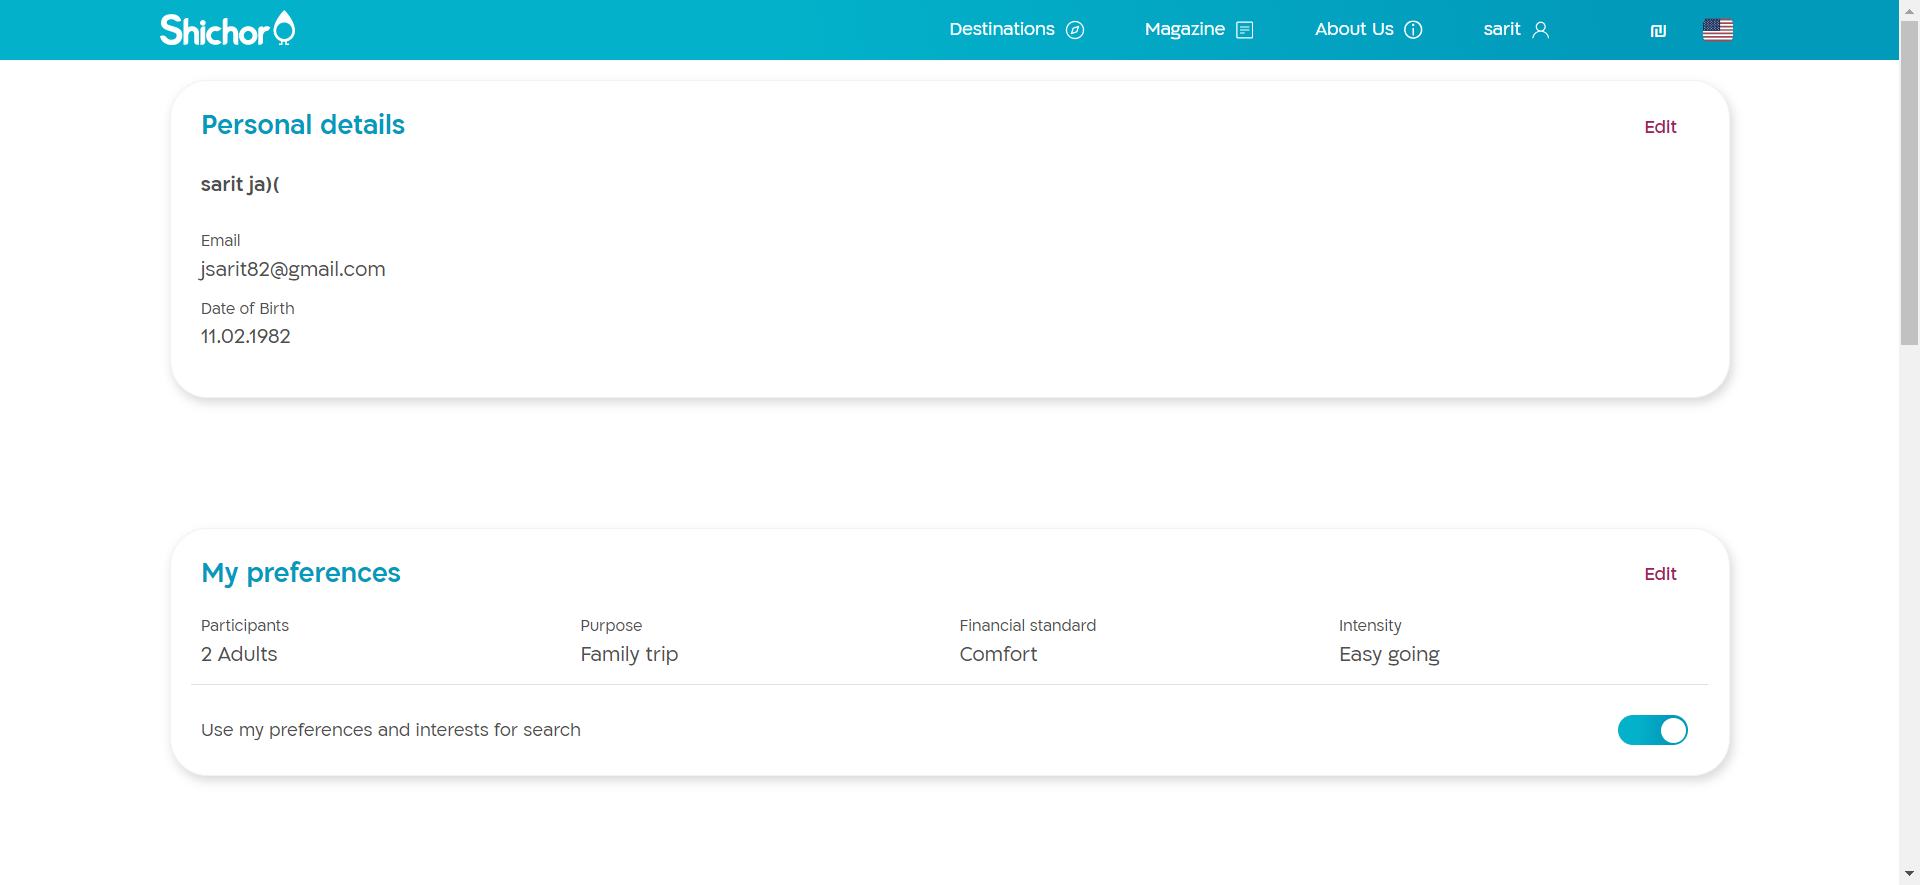 Shichor
Destinations
Magazine
About Us
sarit
₪
Personal details
Edit
sarit ja)(
Email
jsarit82@gmail.com
Date of Birth
11.02.1982
My preferences
Edit
Participants
Purpose
Financial standard
Intensity
2 Adults
Family trip
Comfort
Easy going
Use my preferences and interests for search